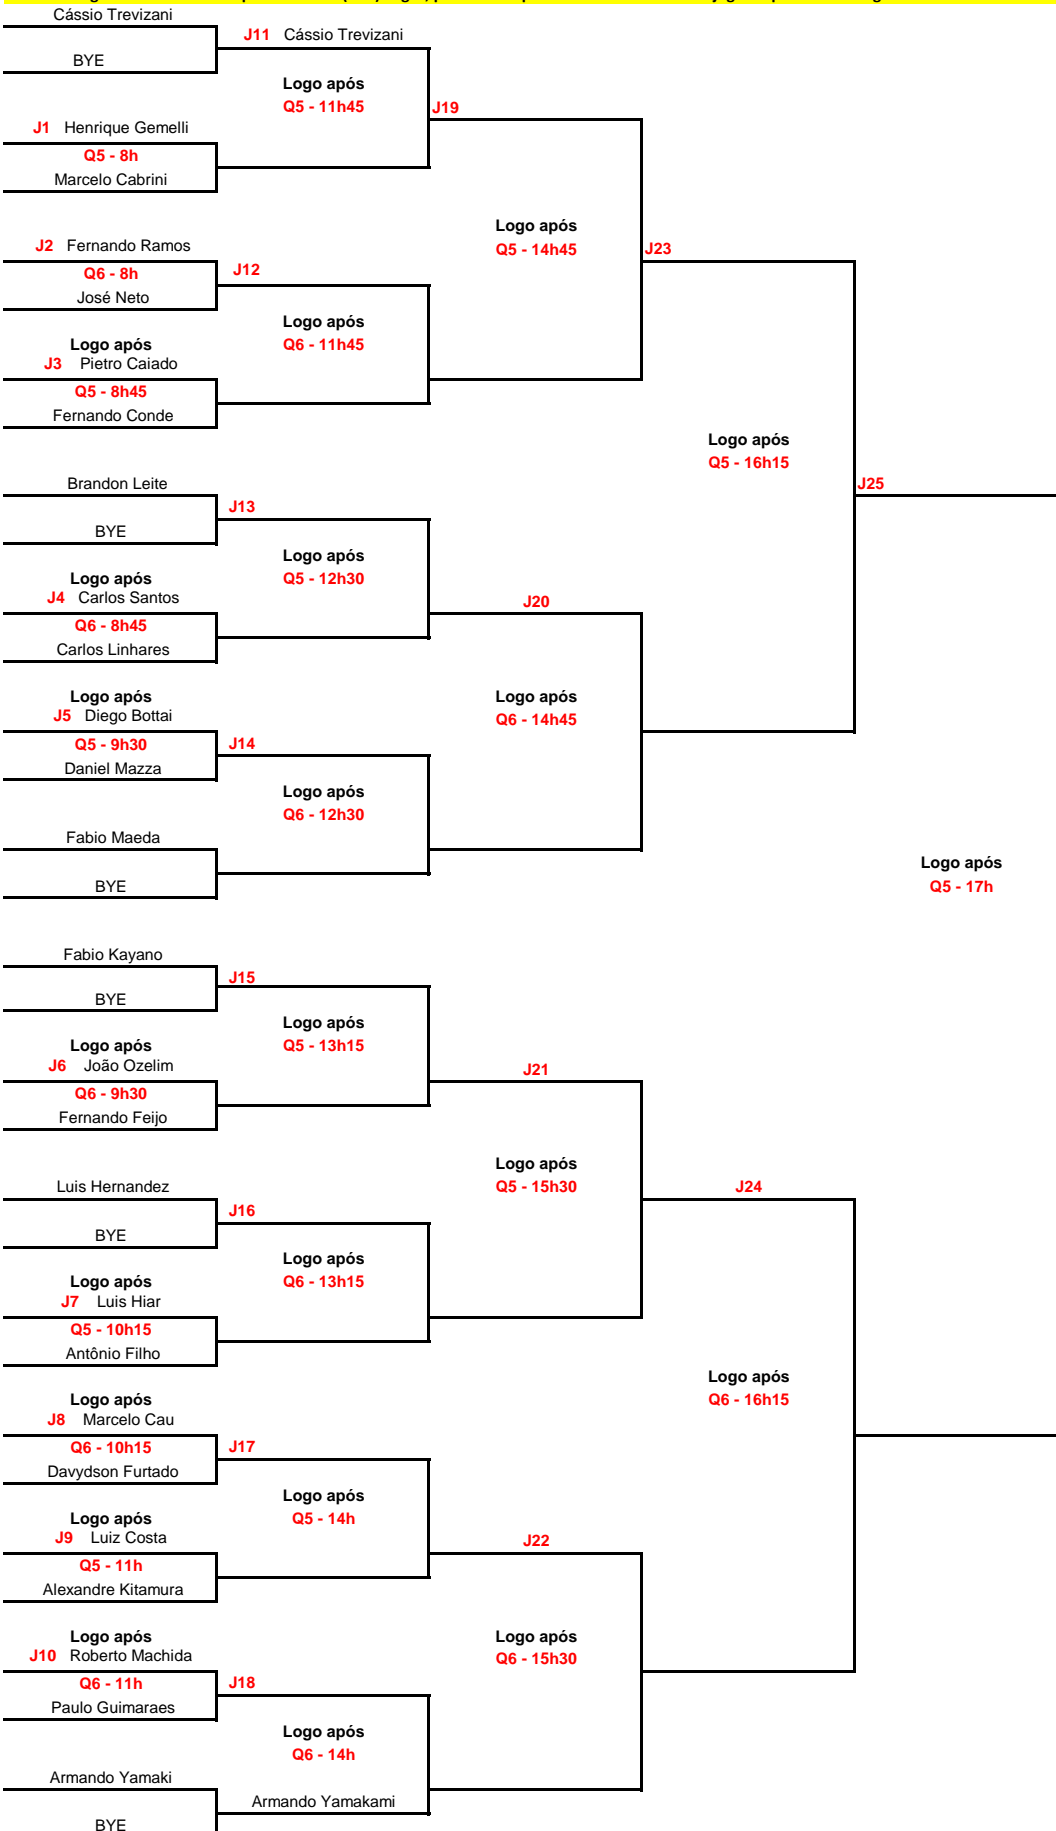 Cássio Trevizani
J11 Cássio Trevizani
BYE
Logo após
Q5 - 11h45
J19
J1 Henrique Gemelli
Q5 - 8h
Marcelo Cabrini
Logo após
Q5 - 14h45
J23
J2 Fernando Ramos
Q6 - 8h
J12
José Neto
Logo após
Q6 - 11h45
Logo após
J3 Pietro Caiado
Q5 - 8h45
Fernando Conde
Logo após
Q5 - 16h15
Brandon Leite
J25
J13
BYE
Logo após
Q5 - 12h30
Logo após
J4 Carlos Santos
J20
Q6 - 8h45
Carlos Linhares
Logo após
Q6 - 14h45
Logo após
J5 Diego Bottai
Q5 - 9h30
J14
Daniel Mazza
Logo após
Q6 - 12h30
Fabio Maeda
Logo após
Q5 - 17h
BYE
Fabio Kayano
J15
BYE
Logo após
Q5 - 13h15
Logo após
J6 João Ozelim
J21
Q6 - 9h30
Fernando Feijo
Logo após
Q5 - 15h30
Luis Hernandez
J24
J16
BYE
Logo após
Q6 - 13h15
Logo após
J7 Luis Hiar
Q5 - 10h15
Antônio Filho
Logo após
Q6 - 16h15
Logo após
J8 Marcelo Cau
Q6 - 10h15
J17
Davydson Furtado
Logo após
Q5 - 14h
Logo após
J9 Luiz Costa
J22
Q5 - 11h
Alexandre Kitamura
Logo após
Q6 - 15h30
Logo após
J10 Roberto Machida
Q6 - 11h
J18
Paulo Guimaraes
Logo após
Q6 - 14h
Armando Yamaki
Armando Yamakami
BYE